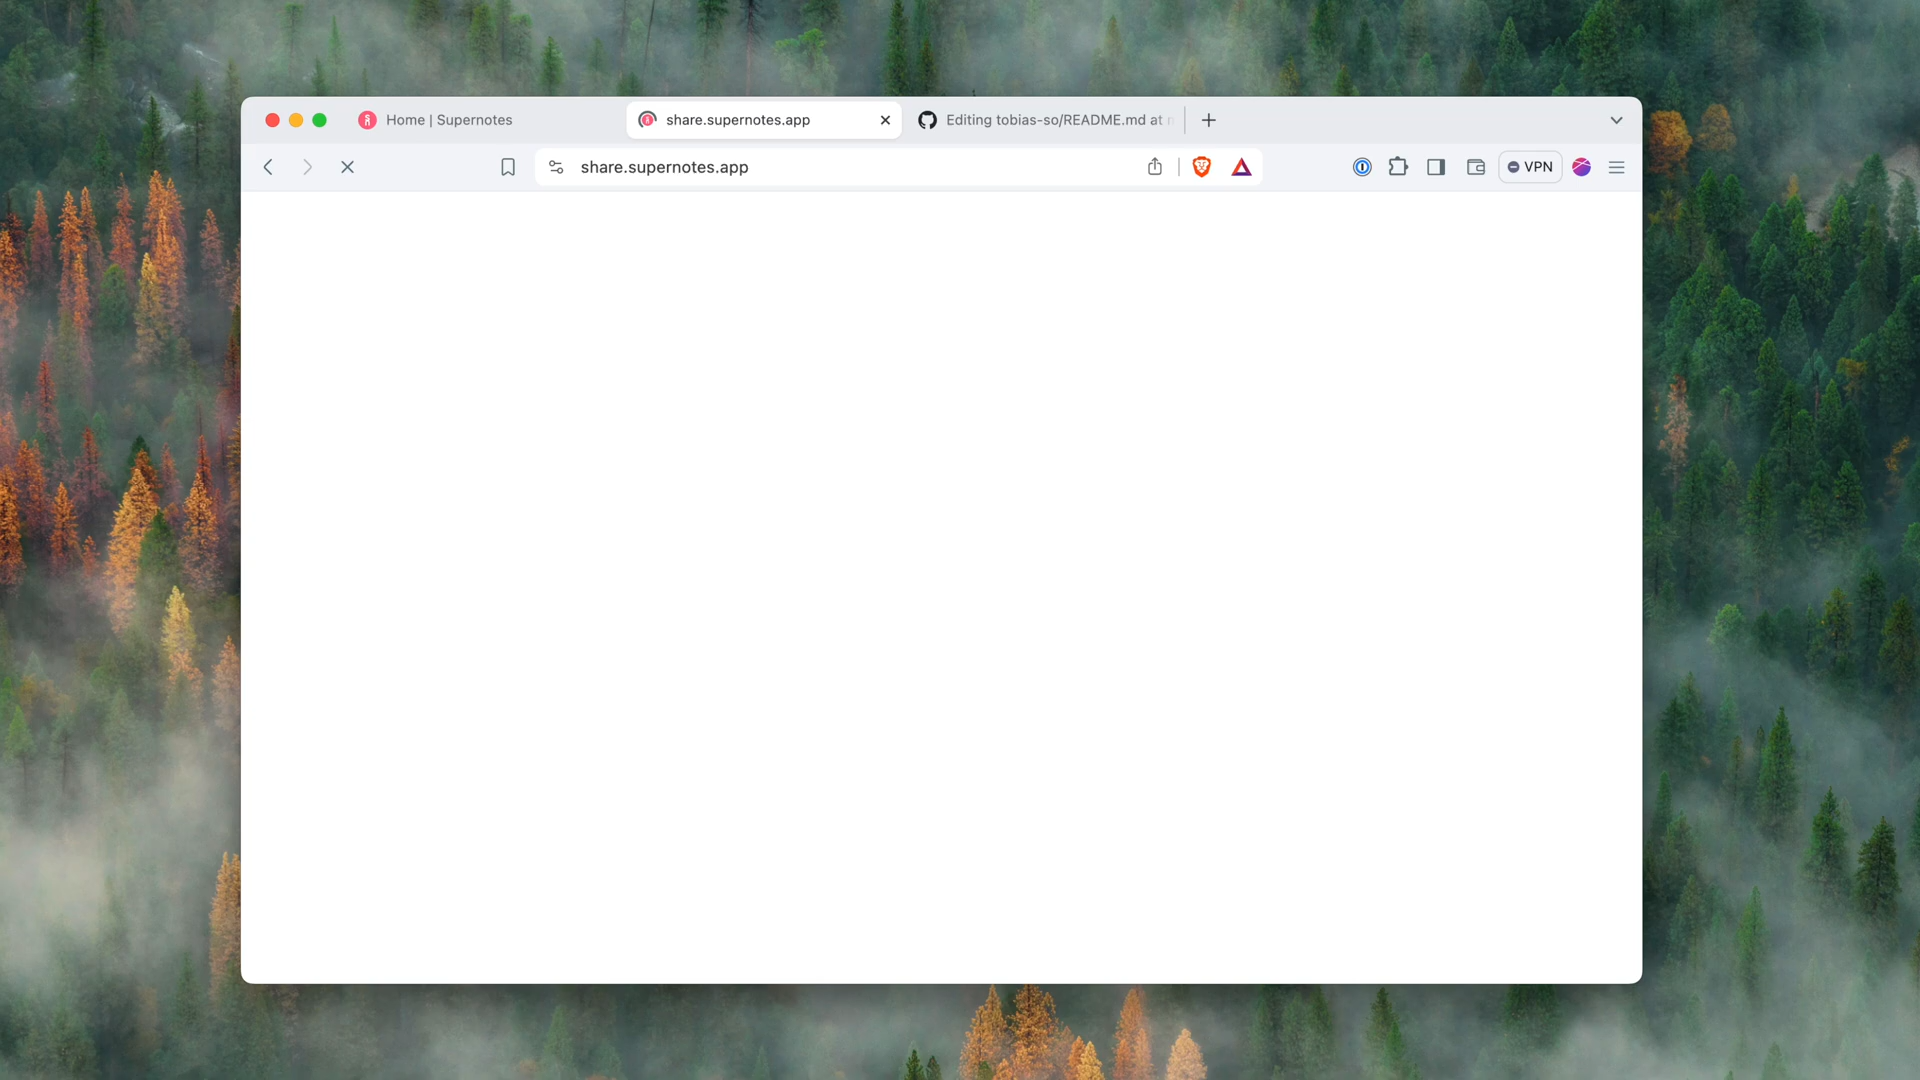 Home | Supernotes
share.supernotes.app
Editing tobias-so/README.md at
share.supernotes.app
VPN